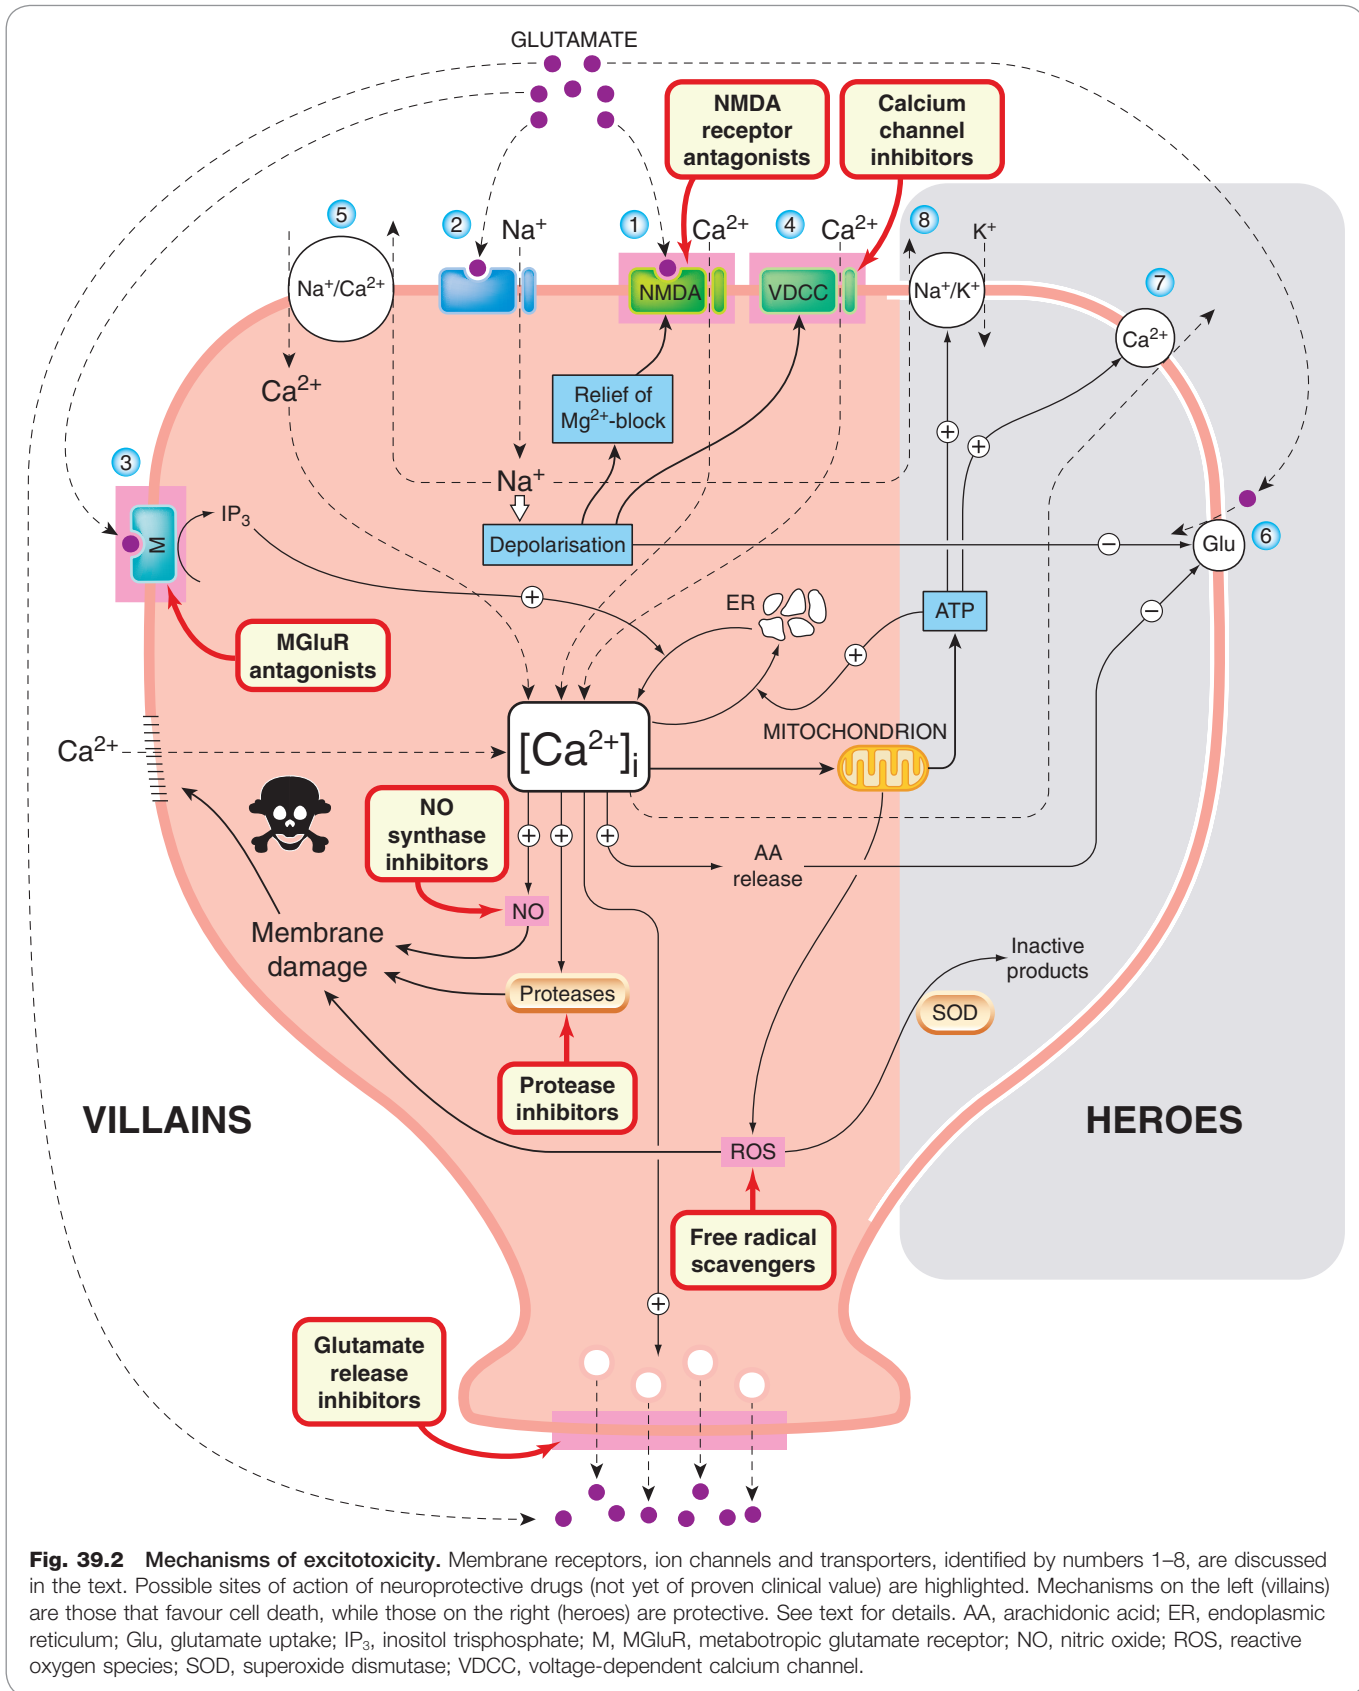 GLUTAMATE
NMDA
receptor
antagonists
Calcium
channel
inhibitors
5
2
Na⁺
1
Ca²⁺
4
Ca²⁺
8
K⁺
Na⁺/Ca²⁺
NMDA
VDCC
Na⁺/K⁺
7
Ca²⁺
Ca²⁺
Relief of
Mg²⁺-block
3
Na⁺
IP₃
M
Depolarisation
Glu
6
MGluR
antagonists
ER
ATP
Ca²⁺
[Ca²⁺]ᵢ
MITOCHONDRION
NO
synthase
inhibitors
AA
release
NO
Membrane
damage
Proteases
Inactive
products
SOD
Protease
inhibitors
VILLAINS
HEROES
ROS
Free radical
scavengers
Glutamate
release
inhibitors
+
+
−
+
+
−
+
+
+
+
Fig. 39.2 Mechanisms of excitotoxicity. Membrane receptors, ion channels and transporters, identified by numbers 1–8, are discussed
in the text. Possible sites of action of neuroprotective drugs (not yet of proven clinical value) are highlighted. Mechanisms on the left (villains)
are those that favour cell death, while those on the right (heroes) are protective. See text for details. AA, arachidonic acid; ER, endoplasmic
reticulum; Glu, glutamate uptake; IP₃, inositol trisphosphate; M, MGluR, metabotropic glutamate receptor; NO, nitric oxide; ROS, reactive
oxygen species; SOD, superoxide dismutase; VDCC, voltage-dependent calcium channel.